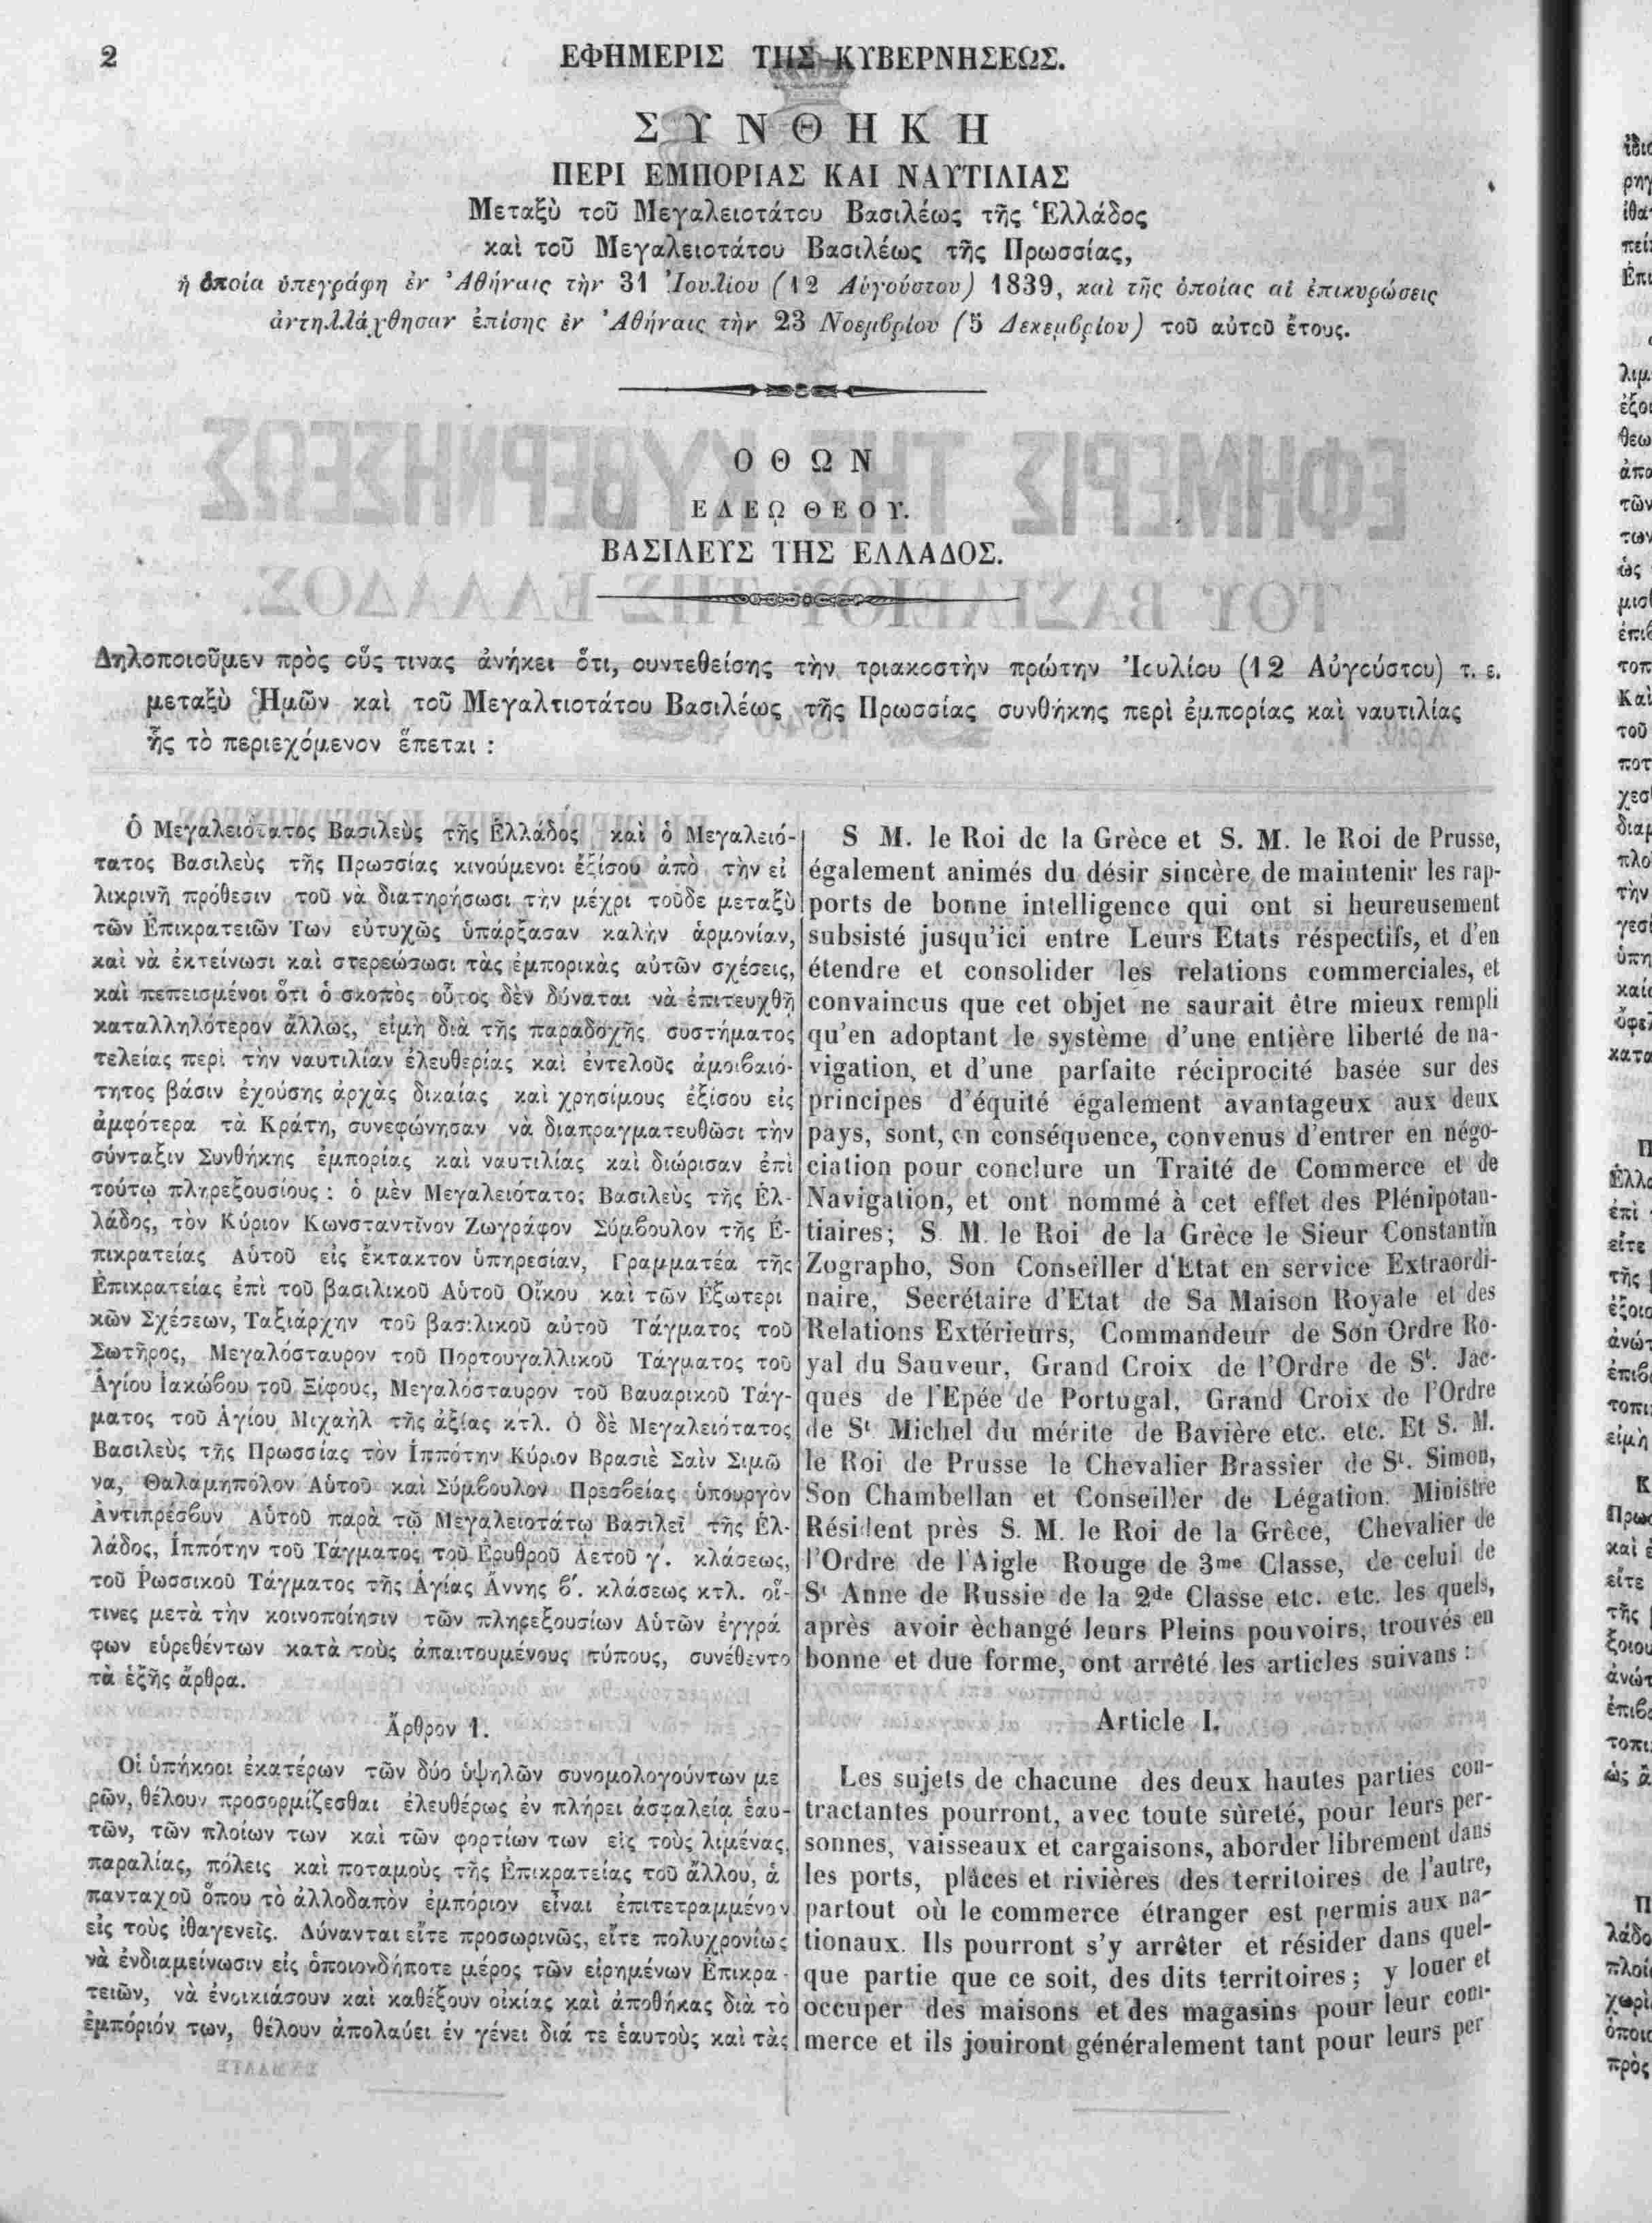 2
ΕΦΗΜΕΡΙΣ ΤΗΣ ΚΥΒΕΡΝΗΣΕΩΣ.
ΣΥΝΘΗΚΗ
ΠΕΡΙ ΕΜΠΟΡΙΑΣ ΚΑΙ ΝΑΥΤΙΛΙΑΣ
Μεταξὺ τοῦ Μεγαλειοτάτου Βασιλέως τῆς Ἑλλάδος
καὶ τοῦ Μεγαλειοτάτου Βασιλέως τῆς Πρωσσίας,
ἡ ὁποία ὑπεγράφη ἐν Ἀθήναις τὴν 31 Ἰουλίου (12 Αὐγούστου) 1839, καὶ τῆς ὁποίας αἱ ἐπικυρώσεις
ἀντηλλάχθησαν ἐπίσης ἐν Ἀθήναις τὴν 23 Νοεμβρίου (5 Δεκεμβρίου) τοῦ αὐτοῦ ἔτους.
ΟΘΩΝ
ΕΛΕΩ ΘΕΟΥ.
ΒΑΣΙΛΕΥΣ ΤΗΣ ΕΛΛΑΔΟΣ.
Δηλοποιοῦμεν πρὸς οὕς τινας ἀνήκει ὅτι, συντεθείσης τὴν τριακοστὴν πρώτην Ἰουλίου (12 Αὐγούστου) τ. ε.
μεταξὺ Ἡμῶν καὶ τοῦ Μεγαλτιοτάτου Βασιλέως τῆς Πρωσσίας συνθήκης περὶ ἐμπορίας καὶ ναυτιλίας
ἧς τὸ περιεχόμενον ἕπεται :
Ὁ Μεγαλειότατος Βασιλεὺς τῆς Ἑλλάδος καὶ ὁ Μεγαλειό-
τατος Βασιλεὺς τῆς Πρωσσίας κινούμενοι ἐξίσου ἀπὸ τὴν εἰ
λικρινῆ πρόθεσιν τοῦ νὰ διατηρήσωσι τὴν μέχρι τοῦδε μεταξὺ
τῶν Ἐπικρατειῶν Των εὐτυχῶς ὑπάρξασαν καλὴν ἁρμονίαν,
καὶ νὰ ἐκτείνωσι καὶ στερεώσωσι τὰς ἐμπορικὰς αὐτῶν σχέσεις,
καὶ πεπεισμένοι ὅτι ὁ σκοπὸς οὗτος δὲν δύναται νὰ ἐπιτευχθῇ
καταλληλότερον ἄλλως, εἰμὴ διὰ τῆς παραδοχῆς συστήματος
τελείας περὶ τὴν ναυτιλίαν ἐλευθερίας καὶ ἐντελοῦς ἀμοιβαιό-
τητος βάσιν ἐχούσης ἀρχὰς δικαίας καὶ χρησίμους ἐξίσου εἰς
ἀμφότερα τὰ Κράτη, συνεφώνησαν νὰ διαπραγματευθῶσι τὴν
σύνταξιν Συνθήκης ἐμπορίας καὶ ναυτιλίας καὶ διώρισαν ἐπὶ
τούτῳ πληρεξουσίους : ὁ μὲν Μεγαλειότατος Βασιλεὺς τῆς Ἑλ-
λάδος, τὸν Κύριον Κωνσταντῖνον Ζωγράφον Σύμβουλον τῆς Ἐ-
πικρατείας Αὑτοῦ εἰς ἔκτακτον ὑπηρεσίαν, Γραμματέα τῆς
Ἐπικρατείας ἐπὶ τοῦ βασιλικοῦ Αὑτοῦ Οἴκου καὶ τῶν Ἐξωτερι
κῶν Σχέσεων, Ταξιάρχην τοῦ βασιλικοῦ αὑτοῦ Τάγματος τοῦ
Σωτῆρος, Μεγαλόσταυρον τοῦ Πορτουγαλλικοῦ Τάγματος τοῦ
Ἁγίου Ἰακώβου τοῦ Ξίφους, Μεγαλόσταυρον τοῦ Βαυαρικοῦ Τάγ-
ματος τοῦ Ἁγίου Μιχαὴλ τῆς ἀξίας κτλ. Ὁ δὲ Μεγαλειότατος
Βασιλεὺς τῆς Πρωσσίας τὸν Ἱππότην Κύριον Βρασιὲ Σαὶν Σιμῶ
να, Θαλαμηπόλον Αὑτοῦ καὶ Σύμβουλον Πρεσβείας ὑπουργὸν
Ἀντιπρέσβυν Αὑτοῦ παρὰ τῷ Μεγαλειοτάτῳ Βασιλεῖ τῆς Ἑλ-
λάδος, Ἱππότην τοῦ Τάγματος τοῦ Ἐρυθροῦ Ἀετοῦ γ΄. κλάσεως,
τοῦ Ρωσσικοῦ Τάγματος τῆς Ἁγίας Ἄννης β΄. κλάσεως κτλ. οἵ-
τινες μετὰ τὴν κοινοποίησιν τῶν πληρεξουσίων Αὑτῶν ἐγγρά
φων εὑρεθέντων κατὰ τοὺς ἀπαιτουμένους τύπους, συνέθεντο
τὰ ἑξῆς ἄρθρα.
Ἄρθρον 1.
Οἱ ὑπήκοοι ἑκατέρων τῶν δύο ὑψηλῶν συνομολογούντων με
ρῶν, θέλουν προσορμίζεσθαι ἐλευθέρως ἐν πλήρει ἀσφαλείᾳ ἑαυ-
τῶν, τῶν πλοίων των καὶ τῶν φορτίων των εἰς τοὺς λιμένας,
παραλίας, πόλεις καὶ ποταμοὺς τῆς Ἐπικρατείας τοῦ ἄλλου, ἁ
πανταχοῦ ὅπου τὸ ἀλλοδαπὸν ἐμπόριον εἶναι ἐπιτετραμμένον
εἰς τοὺς ἰθαγενεῖς. Δύνανται εἴτε προσωρινῶς, εἴτε πολυχρονίως
νὰ ἐνδιαμείνωσιν εἰς ὁποιονδήποτε μέρος τῶν εἰρημένων Ἐπικρα-
τειῶν, νὰ ἐνοικιάσουν καὶ καθέξουν οἰκίας καὶ ἀποθήκας διὰ τὸ
ἐμπόριόν των, θέλουν ἀπολαύει ἐν γένει διά τε ἑαυτοὺς καὶ τὰς
S M. le Roi de la Grèce et S. M. le Roi de Prusse,
également animés du désir sincère de maintenir les rap-
ports de bonne intelligence qui ont si heureusement
subsisté jusqu'ici entre Leurs Etats réspectifs, et d'en
étendre et consolider les relations commerciales, et
convaincus que cet objet ne saurait être mieux rempli
qu'en adoptant le système d'une entière liberté de na-
vigation, et d'une parfaite réciprocité basée sur des
principes d'équité également avantageux aux deux
pays, sont, en conséquence, convenus d'entrer en négo-
ciation pour conclure un Traité de Commerce et de
Navigation, et ont nommé à cet effet des Plénipotan-
tiaires; S M. le Roi de la Grèce le Sieur Constantin
Zographo, Son Conseiller d'Etat en service Extraordi-
naire, Secrétaire d'Etat de Sa Maison Royale et des
Relations Extérieurs, Commandeur de Son Ordre Ro-
yal du Sauveur, Grand Croix de l'Ordre de St. Jac-
ques de l'Epée de Portugal, Grand Croix de l'Ordre
de St Michel du mérite de Bavière etc. etc. Et S. M.
le Roi de Prusse le Chevalier Brassier de St. Simon,
Son Chambellan et Conseiller de Légation. Ministre
Résident près S. M. le Roi de la Grèce, Chevalier de
l'Ordre de l'Aigle Rouge de 3me Classe, de celui de
St Anne de Russie de la 2de Classe etc. etc. les quels,
après avoir èchangé leurs Pleins pouvoirs, trouvés en
bonne et due forme, ont arrêté les articles suivans :
Article I.
Les sujets de chacune des deux hautes parties con-
tractantes pourront, avec toute sûreté, pour leurs per-
sonnes, vaisseaux et cargaisons, aborder librement dans
les ports, plâces et rivières des territoires de l'autre,
partout où le commerce étranger est permis aux na-
tionaux. Ils pourront s'y arrêter et résider dans quel-
que partie que ce soit, des dits territoires; y louer et
occuper des maisons et des magasins pour leur com-
merce et ils jouiront généralement tant pour leurs per